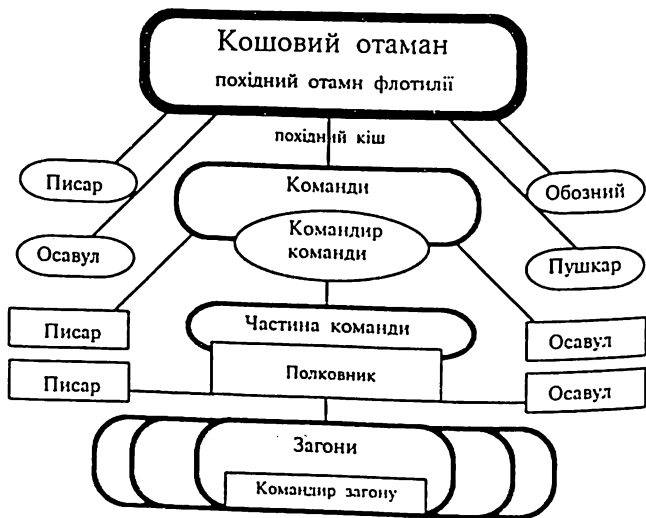 Кошовий отаман
похідний отамн флотилії
похідний кіш
Писар
Команди
Обозний
Осавул
Командир
команди
Пушкар
Писар
Частина команди
Осавул
Писар
Полковник
Осавул
Загони
Командир загону